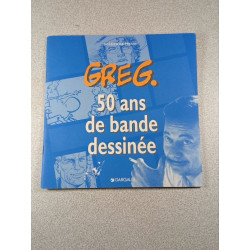 GREG.
50 ans
de bande
dessinée
DARGAUD